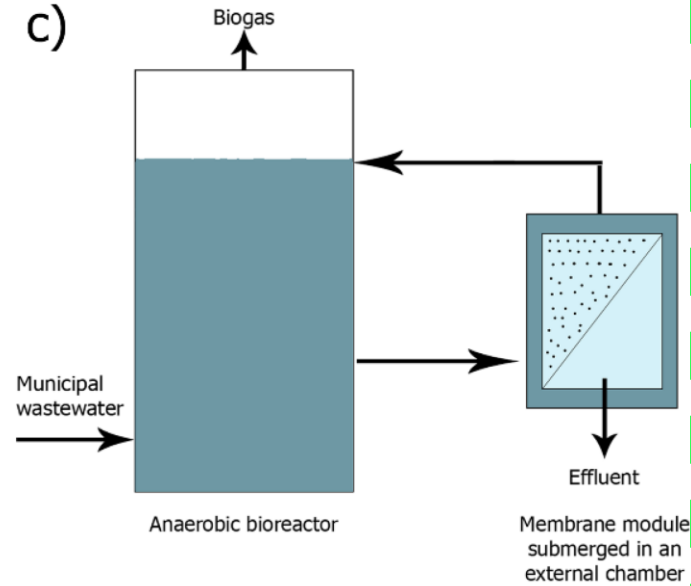 c)
Biogas
Municipal
wastewater
Effluent
Anaerobic bioreactor
Membrane module
submerged in an
external chamber